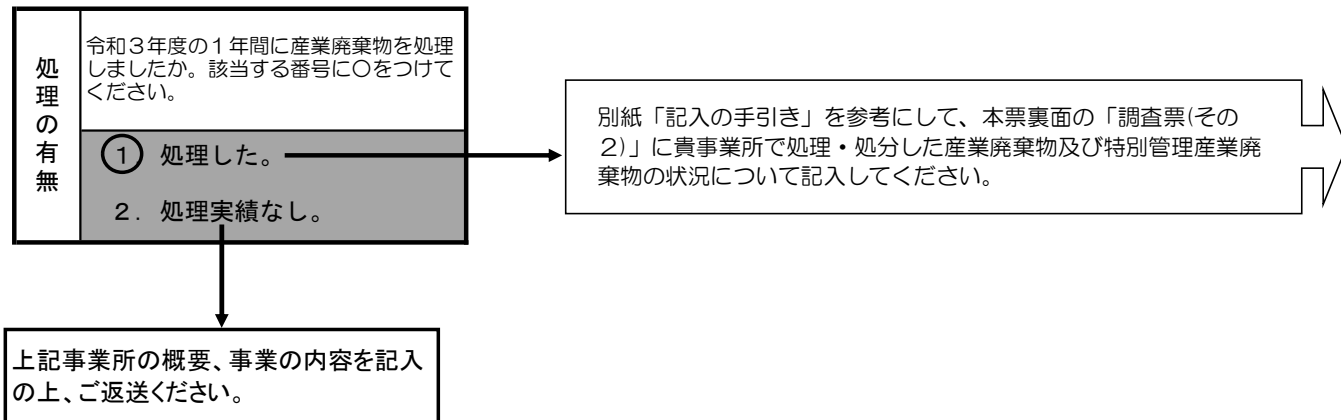 処理の有無
令和３年度の１年間に産業廃棄物を処理
しましたか。該当する番号に〇をつけて
ください。
１ 処理した。
２．処理実績なし。
別紙「記入の手引き」を参考にして、本票裏面の「調査票(その
２)」に貴事業所で処理・処分した産業廃棄物及び特別管理産業廃
棄物の状況について記入してください。
上記事業所の概要、事業の内容を記入
の上、ご返送ください。